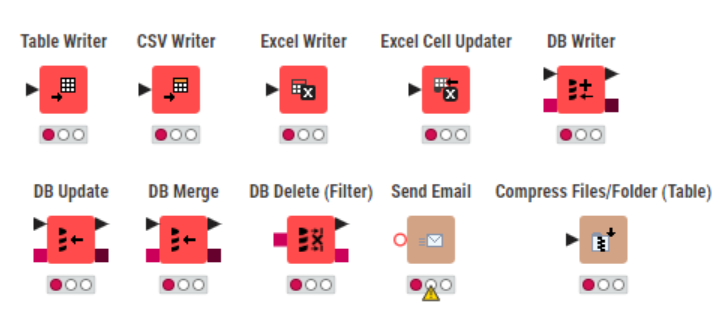 Table Writer
CSV Writer
Excel Writer
Excel Cell Updater
DB Writer
DB Update
DB Merge
DB Delete (Filter)
Send Email
Compress Files/Folder (Table)